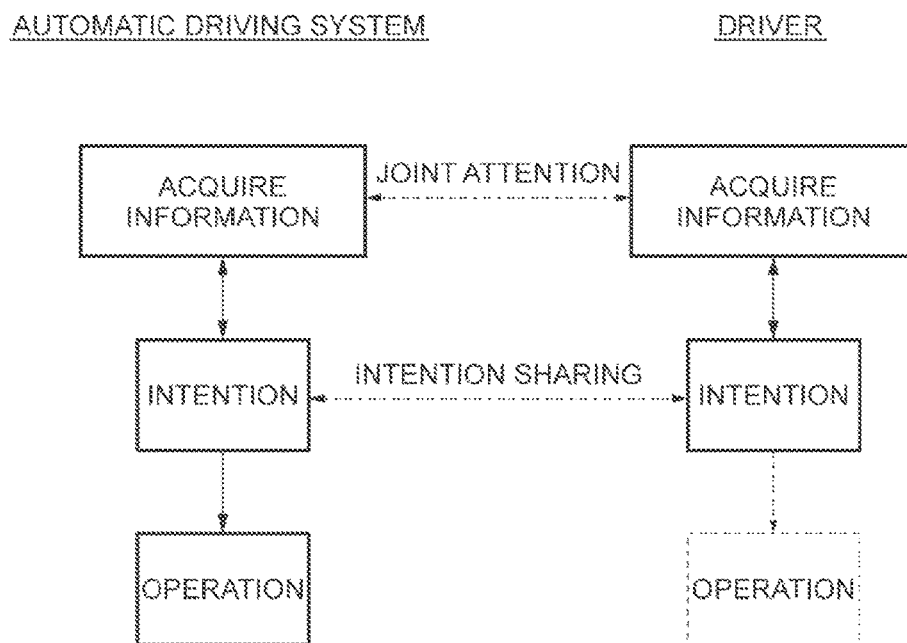 AUTOMATIC DRIVING SYSTEM
DRIVER
ACQUIRE
INFORMATION
JOINT ATTENTION
ACQUIRE
INFORMATION
INTENTION
INTENTION SHARING
INTENTION
OPERATION
OPERATION